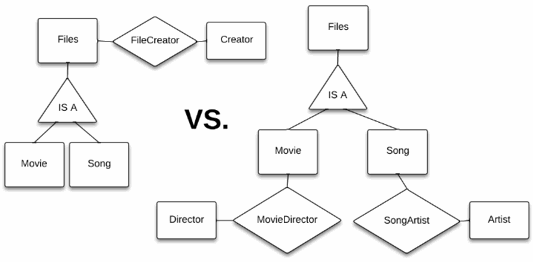 Files
FileCreator
Creator
IS A
Movie
Song
VS.
Files
IS A
Movie
Song
Director
MovieDirector
SongArtist
Artist